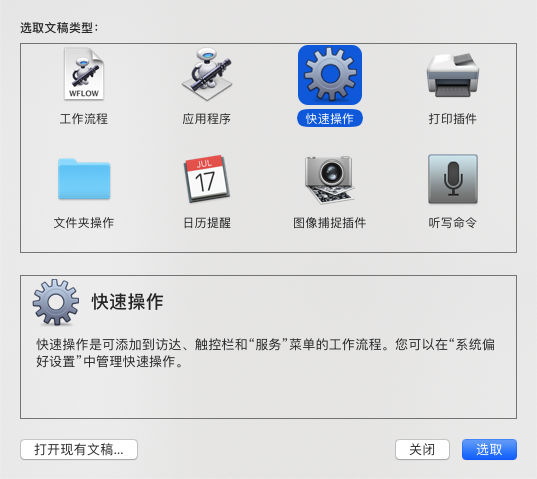 选取文稿类型：
WFLOW
工作流程
应用程序
快速操作
打印插件
JUL
17
文件夹操作
日历提醒
图像捕捉插件
听写命令
快速操作
快速操作是可添加到访达、触控栏和“服务”菜单的工作流程。您可以在“系统偏
好设置”中管理快速操作。
打开现有文稿...
关闭
选取